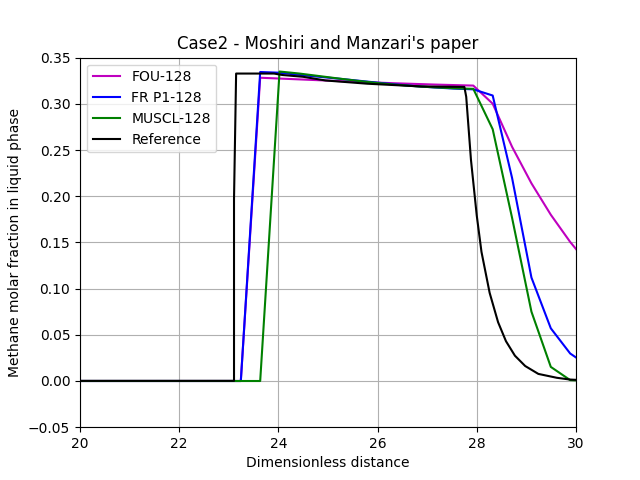 Case2 - Moshiri and Manzari's paper
FOU-128
FR P1-128
MUSCL-128
Reference
0.35
0.30
0.25
0.20
0.15
0.10
0.05
0.00
−0.05
20
22
24
26
28
30
Methane molar fraction in liquid phase
Dimensionless distance